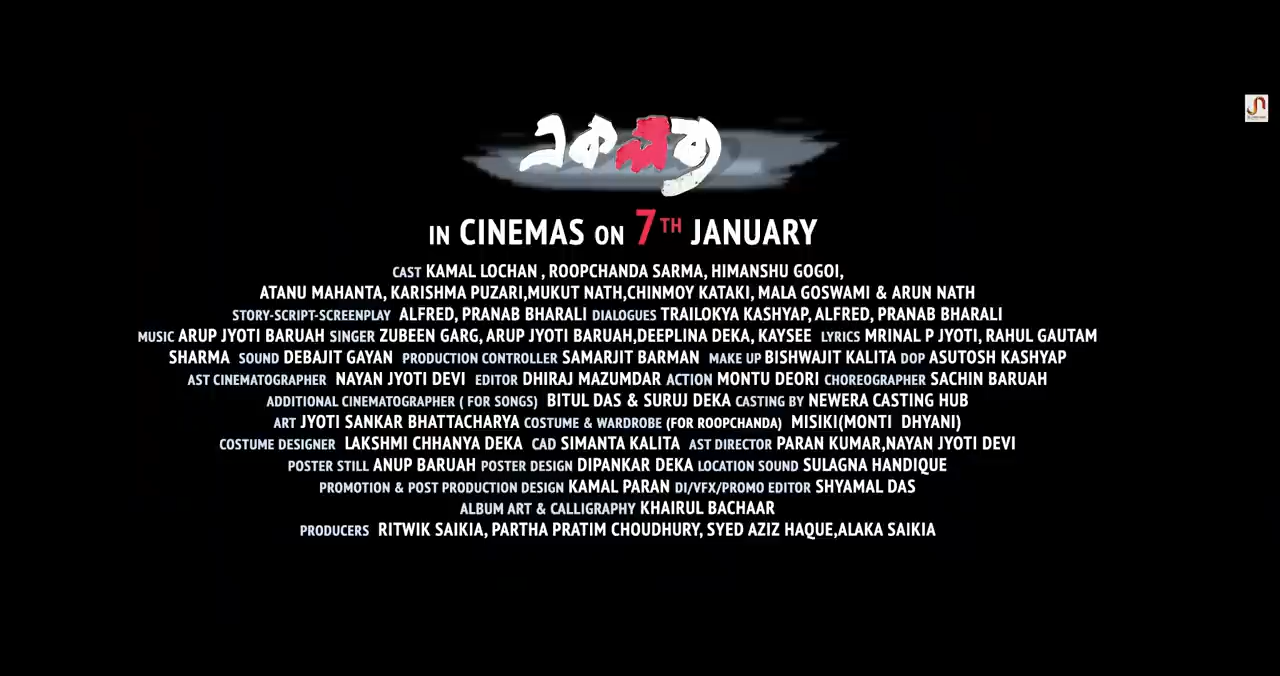 একলব্য
IN CINEMAS ON 7TH JANUARY
CAST KAMAL LOCHAN , ROOPCHANDA SARMA, HIMANSHU GOGOI,
ATANU MAHANTA, KARISHMA PUZARI,MUKUT NATH,CHINMOY KATAKI, MALA GOSWAMI & ARUN NATH
STORY-SCRIPT-SCREENPLAY ALFRED, PRANAB BHARALI DIALOGUES TRAILOKYA KASHYAP, ALFRED, PRANAB BHARALI
MUSIC ARUP JYOTI BARUAH SINGER ZUBEEN GARG, ARUP JYOTI BARUAH,DEEPLINA DEKA, KAYSEE LYRICS MRINAL P JYOTI, RAHUL GAUTAM
SHARMA SOUND DEBAJIT GAYAN PRODUCTION CONTROLLER SAMARJIT BARMAN MAKE UP BISHWAJIT KALITA DOP ASUTOSH KASHYAP
AST CINEMATOGRAPHER NAYAN JYOTI DEVI EDITOR DHIRAJ MAZUMDAR ACTION MONTU DEORI CHOREOGRAPHER SACHIN BARUAH
ADDITIONAL CINEMATOGRAPHER ( FOR SONGS) BITUL DAS & SURUJ DEKA CASTING BY NEWERA CASTING HUB
ART JYOTI SANKAR BHATTACHARYA COSTUME & WARDROBE (FOR ROOPCHANDA) MISIKI(MONTI DHYANI)
COSTUME DESIGNER LAKSHMI CHHANYA DEKA CAD SIMANTA KALITA AST DIRECTOR PARAN KUMAR,NAYAN JYOTI DEVI
POSTER STILL ANUP BARUAH POSTER DESIGN DIPANKAR DEKA LOCATION SOUND SULAGNA HANDIQUE
PROMOTION & POST PRODUCTION DESIGN KAMAL PARAN DI/VFX/PROMO EDITOR SHYAMAL DAS
ALBUM ART & CALLIGRAPHY KHAIRUL BACHAAR
PRODUCERS RITWIK SAIKIA, PARTHA PRATIM CHOUDHURY, SYED AZIZ HAQUE,ALAKA SAIKIA